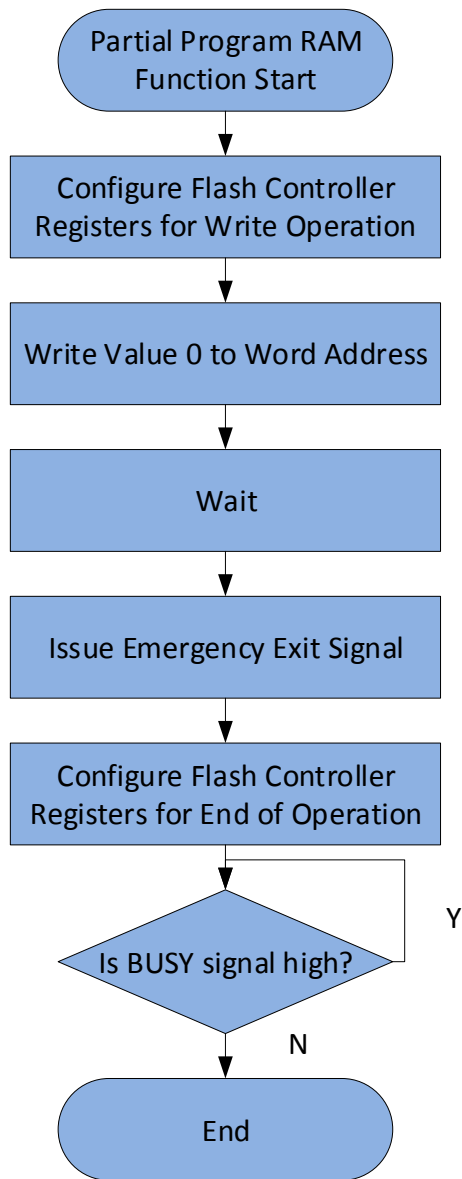 Partial Program RAM
Function Start
Configure Flash Controller
Registers for Write Operation
Write Value 0 to Word Address
Wait
Issue Emergency Exit Signal
Configure Flash Controller
Registers for End of Operation
Is BUSY signal high?
Y
N
End